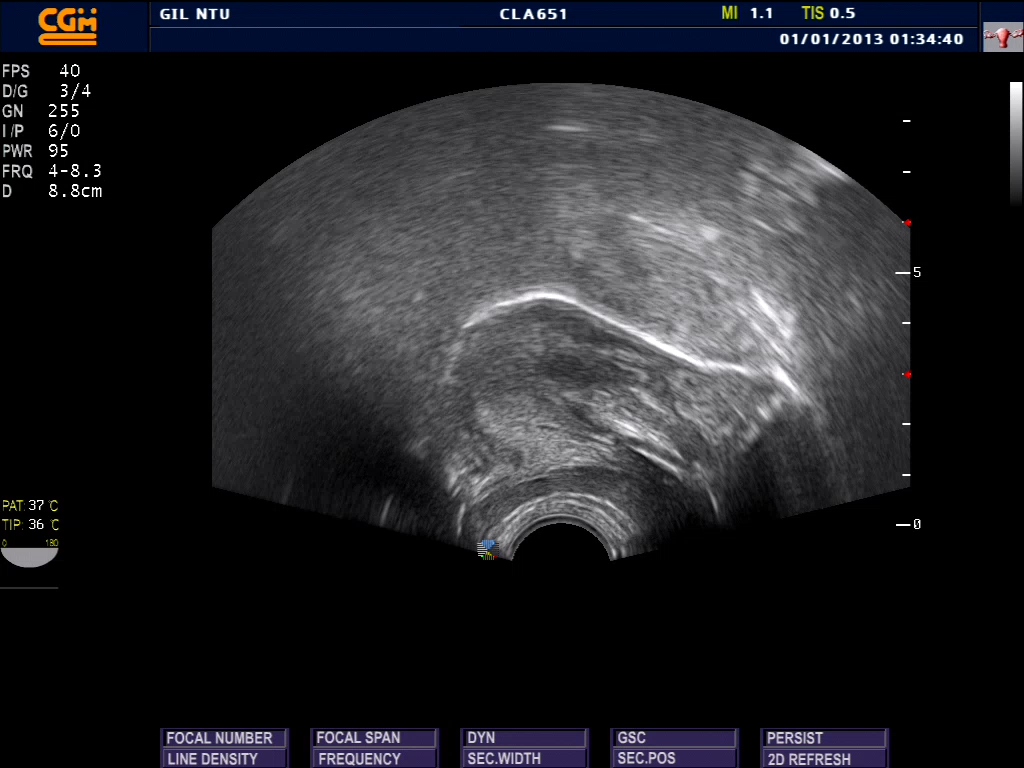 CGM
GIL NTU CLA651 MI 1.1 TIS 0.5
01/01/2013 01:34:40
FPS 40
D/G 3/4
GN 255
I/P 6/0
PWR 95
FRQ 4-8.3
D 8.8cm
5
PAT: 37 °C
TIP: 36 °C
0 180
0
FOCAL NUMBER FOCAL SPAN DYN GSC PERSIST
LINE DENSITY FREQUENCY SEC.WIDTH SEC.POS 2D REFRESH